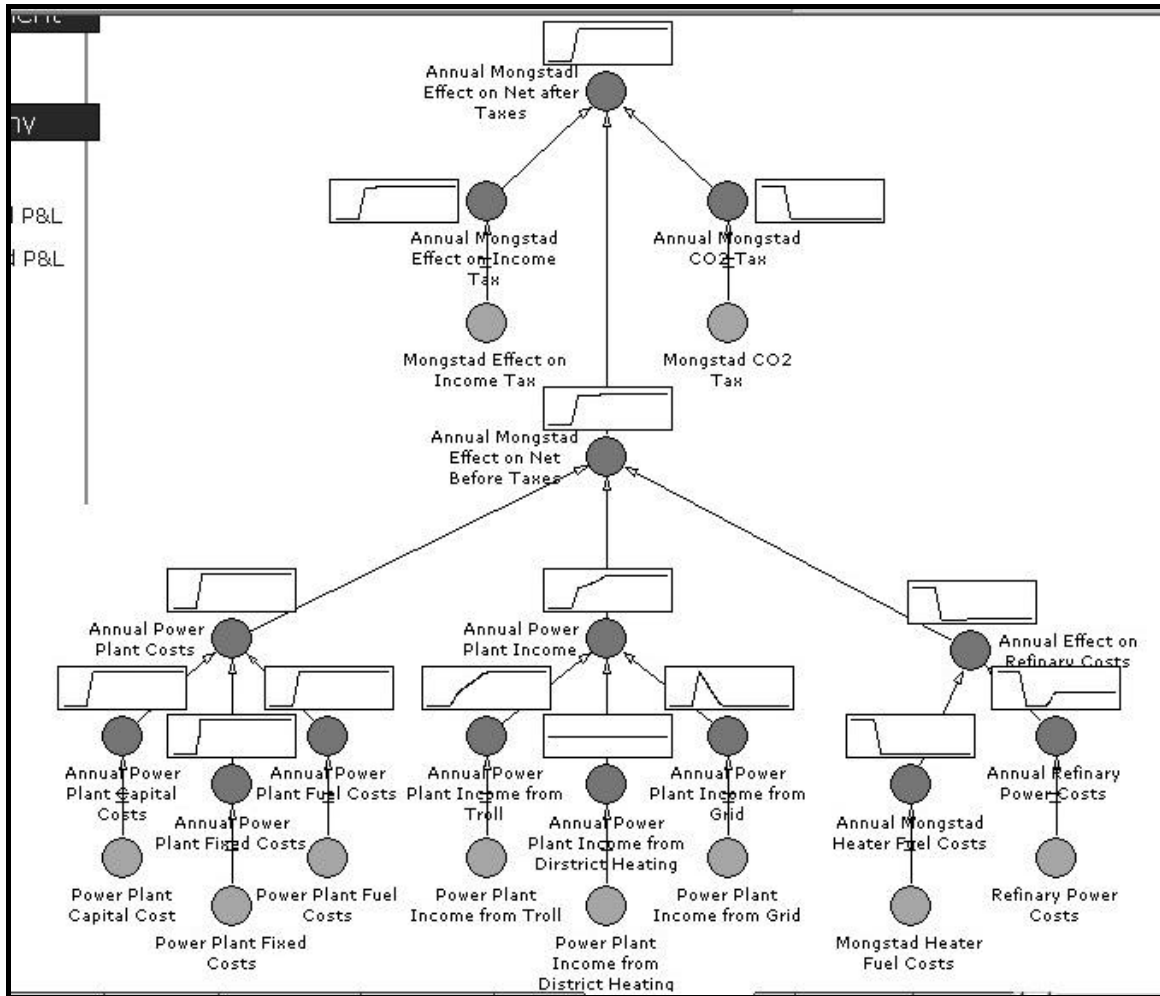 P&L
P&L
Annual Mongstadl
Effect on Net after
Taxes
Annual Mongstad
Effect on Income
Tax
Annual Mongstad
CO2 Tax
Mongstad Effect on
Income Tax
Mongstad CO2
Tax
Annual Mongstad
Effect on Net
Before Taxes
Annual Power
Plant Costs
Annual Power
Plant Income
Annual Effect on
Refinary Costs
Annual Power
Plant Capital
Costs
Annual Power
Plant Fixed Costs
Annual Power
Plant Fuel Costs
Annual Power
Plant Income from
Troll
Annual Power
Plant Income from
Dirstrict Heating
Annual Power
Plant Income from
Grid
Annual Mongstad
Heater Fuel Costs
Annual Refinary
Power Costs
Power Plant
Capital Cost
Power Plant Fixed
Costs
Power Plant Fuel
Costs
Power Plant
Income from Troll
Power Plant
Income from
District Heating
Power Plant
Income from Grid
Mongstad Heater
Fuel Costs
Refinary Power
Costs